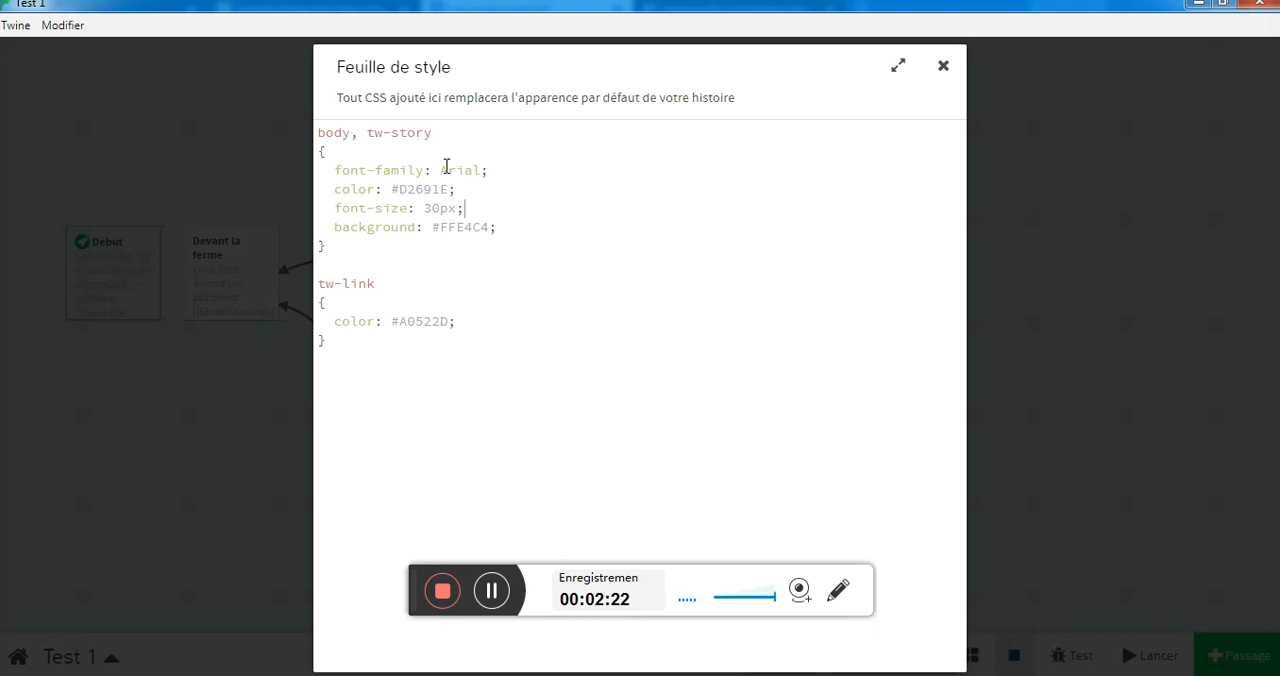 Test 1
Twine Modifier
Feuille de style
Tout CSS ajouté ici remplacera l'apparence par défaut de votre histoire
body, tw-story
{
font-family: Arial;
color: #D2691E;
font-size: 30px;
background: #FFE4C4;
}
tw-link
{
color: #A0522D;
}
Début
Devant la
ferme
vous êtes
Enregistremen
00:02:22
Test 1
Test
Lancer
Passage